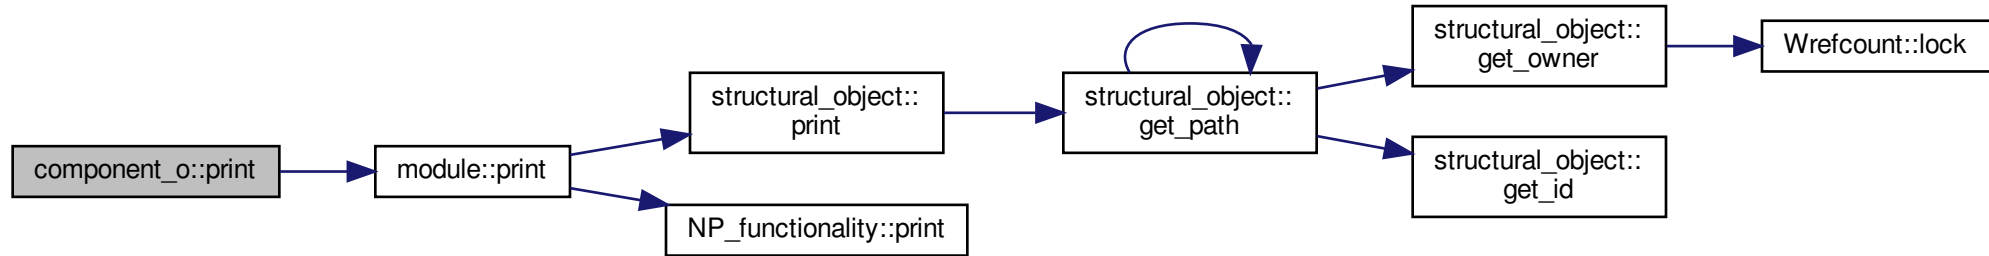 component_o::print
module::print
structural_object::
print
NP_functionality::print
structural_object::
get_path
structural_object::
get_owner
structural_object::
get_id
Wrefcount::lock